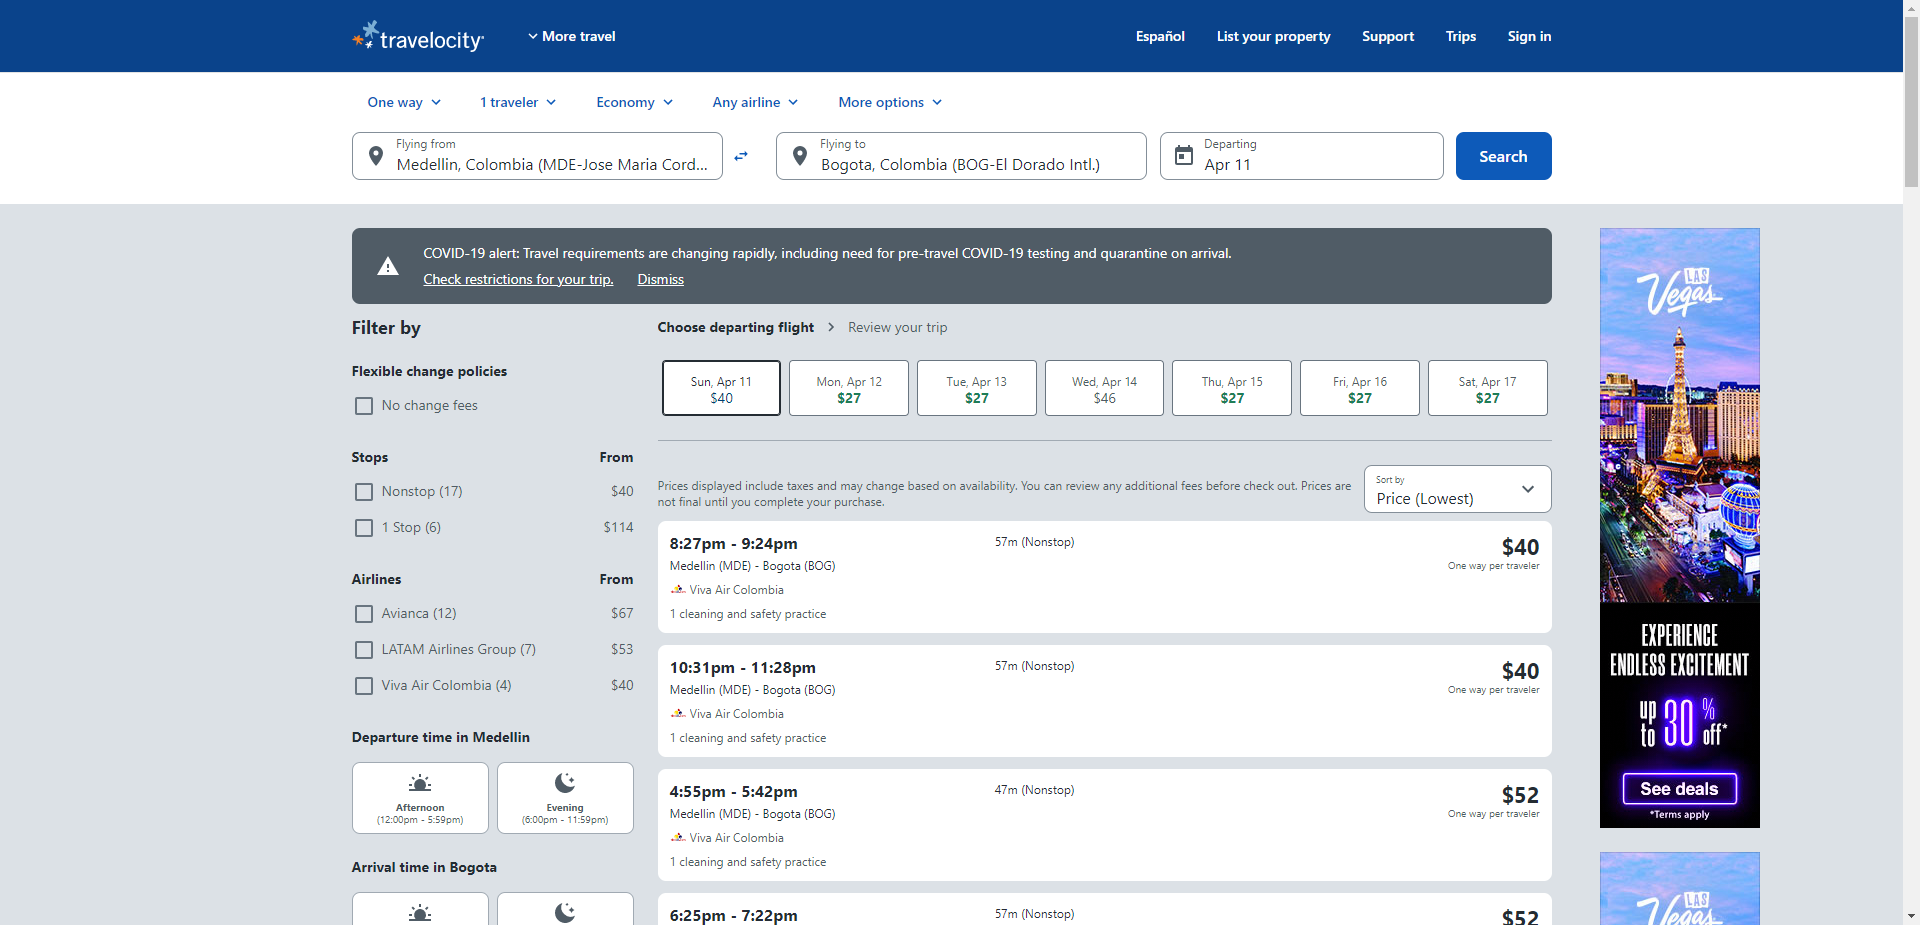 travelocity
More travel
Español
List your property
Support
Trips
Sign in
One way
1 traveler
Economy
Any airline
More options
Flying from
Medellin, Colombia (MDE-Jose Maria Cord...
Flying to
Bogota, Colombia (BOG-El Dorado Intl.)
Departing
Apr 11
Search
COVID-19 alert: Travel requirements are changing rapidly, including need for pre-travel COVID-19 testing and quarantine on arrival.
Check restrictions for your trip. Dismiss
Filter by
Flexible change policies
No change fees
Stops From
Nonstop (17) $40
1 Stop (6) $114
Airlines From
Avianca (12) $67
LATAM Airlines Group (7) $53
Viva Air Colombia (4) $40
Departure time in Medellin
Afternoon
(12:00pm - 5:59pm)
Evening
(6:00pm - 11:59pm)
Arrival time in Bogota
Choose departing flight Review your trip
Sun, Apr 11
$40
Mon, Apr 12
$27
Tue, Apr 13
$27
Wed, Apr 14
$46
Thu, Apr 15
$27
Fri, Apr 16
$27
Sat, Apr 17
$27
Prices displayed include taxes and may change based on availability. You can review any additional fees before check out. Prices are
not final until you complete your purchase.
Sort by
Price (Lowest)
8:27pm - 9:24pm 57m (Nonstop) $40
Medellin (MDE) - Bogota (BOG) One way per traveler
Viva Air Colombia
1 cleaning and safety practice
10:31pm - 11:28pm 57m (Nonstop) $40
Medellin (MDE) - Bogota (BOG) One way per traveler
Viva Air Colombia
1 cleaning and safety practice
4:55pm - 5:42pm 47m (Nonstop) $52
Medellin (MDE) - Bogota (BOG) One way per traveler
Viva Air Colombia
1 cleaning and safety practice
6:25pm - 7:22pm 57m (Nonstop) $52
LAS
Vegas
EXPERIENCE
ENDLESS EXCITEMENT
up to 30% off*
See deals
*Terms apply
LAS
Vegas